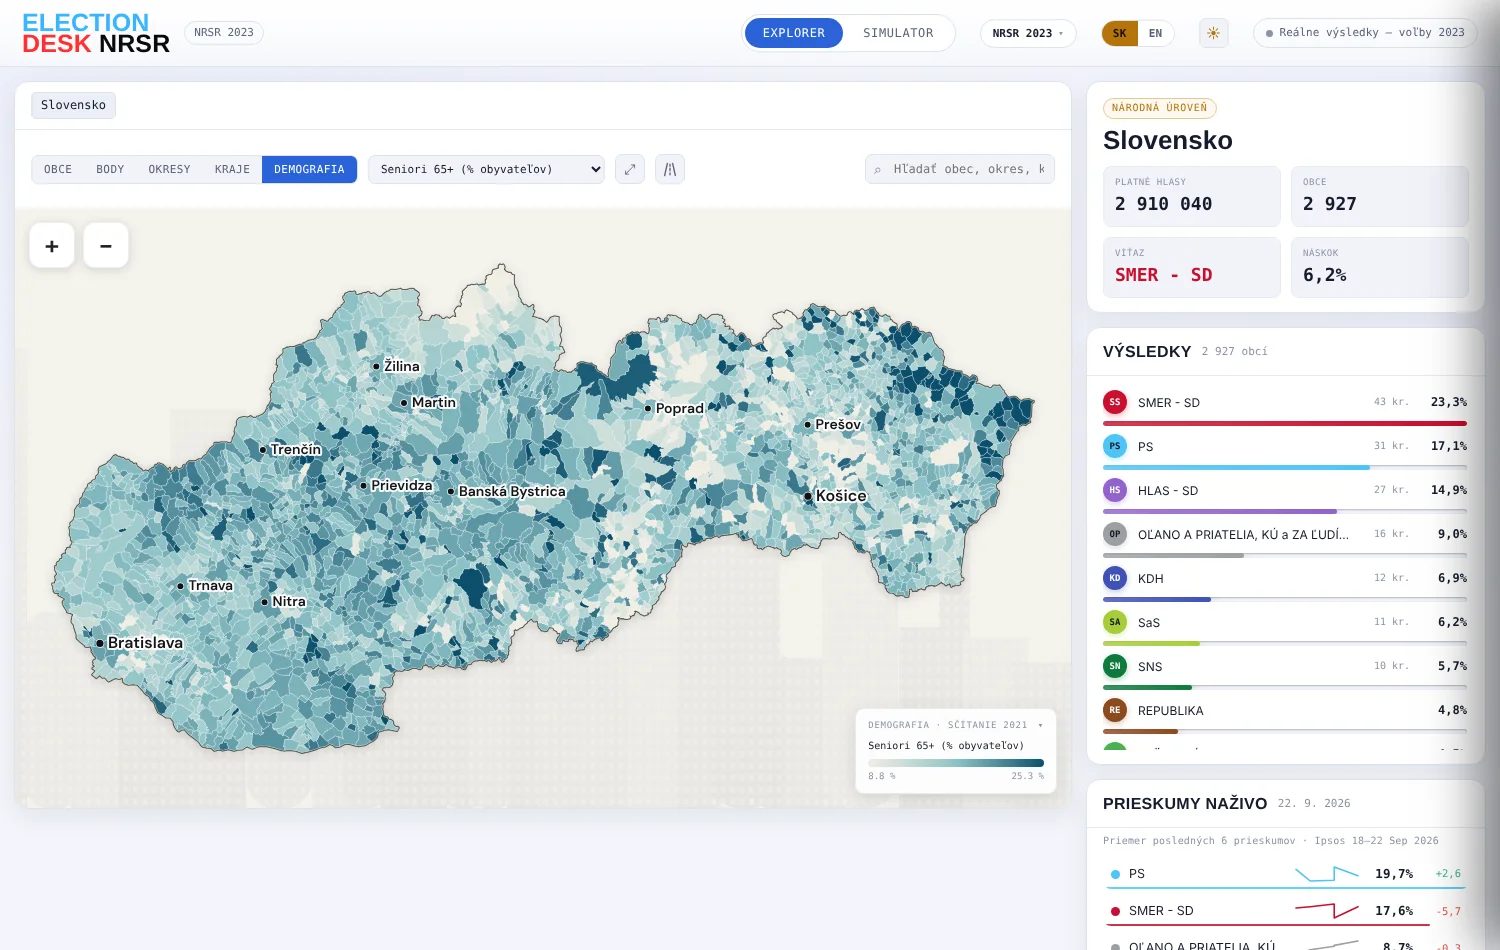 ELECTION
DESK NRSR
NRSR 2023
EXPLORER
SIMULATOR
NRSR 2023 ▾
SK
EN
Reálne výsledky — voľby 2023
Slovensko
OBCE
BODY
OKRESY
KRAJE
DEMOGRAFIA
Seniori 65+ (% obyvateľov)
Hľadať obec, okres, k
+
−
Žilina
Martin
Poprad
Prešov
Trenčín
Prievidza
Banská Bystrica
Košice
Trnava
Nitra
Bratislava
DEMOGRAFIA · SČÍTANIE 2021 ▾
Seniori 65+ (% obyvateľov)
8.8 %
25.3 %
NÁRODNÁ ÚROVEŇ
Slovensko
PLATNÉ HLASY
2 910 040
OBCE
2 927
VÍŤAZ
SMER - SD
NÁSKOK
6,2%
VÝSLEDKY 2 927 obcí
SS SMER - SD 43 kr. 23,3%
PS PS 31 kr. 17,1%
HS HLAS - SD 27 kr. 14,9%
OP OĽANO A PRIATELIA, KÚ a ZA ĽUDÍ... 16 kr. 9,0%
KD KDH 12 kr. 6,9%
SA SaS 11 kr. 6,2%
SN SNS 10 kr. 5,7%
RE REPUBLIKA 4,8%
PRIESKUMY NAŽIVO 22. 9. 2026
Priemer posledných 6 prieskumov · Ipsos 18–22 Sep 2026
PS 19,7% +2,6
SMER - SD 17,6% -5,7
OĽANO A PRIATELIA, KÚ 8,7% -0,3